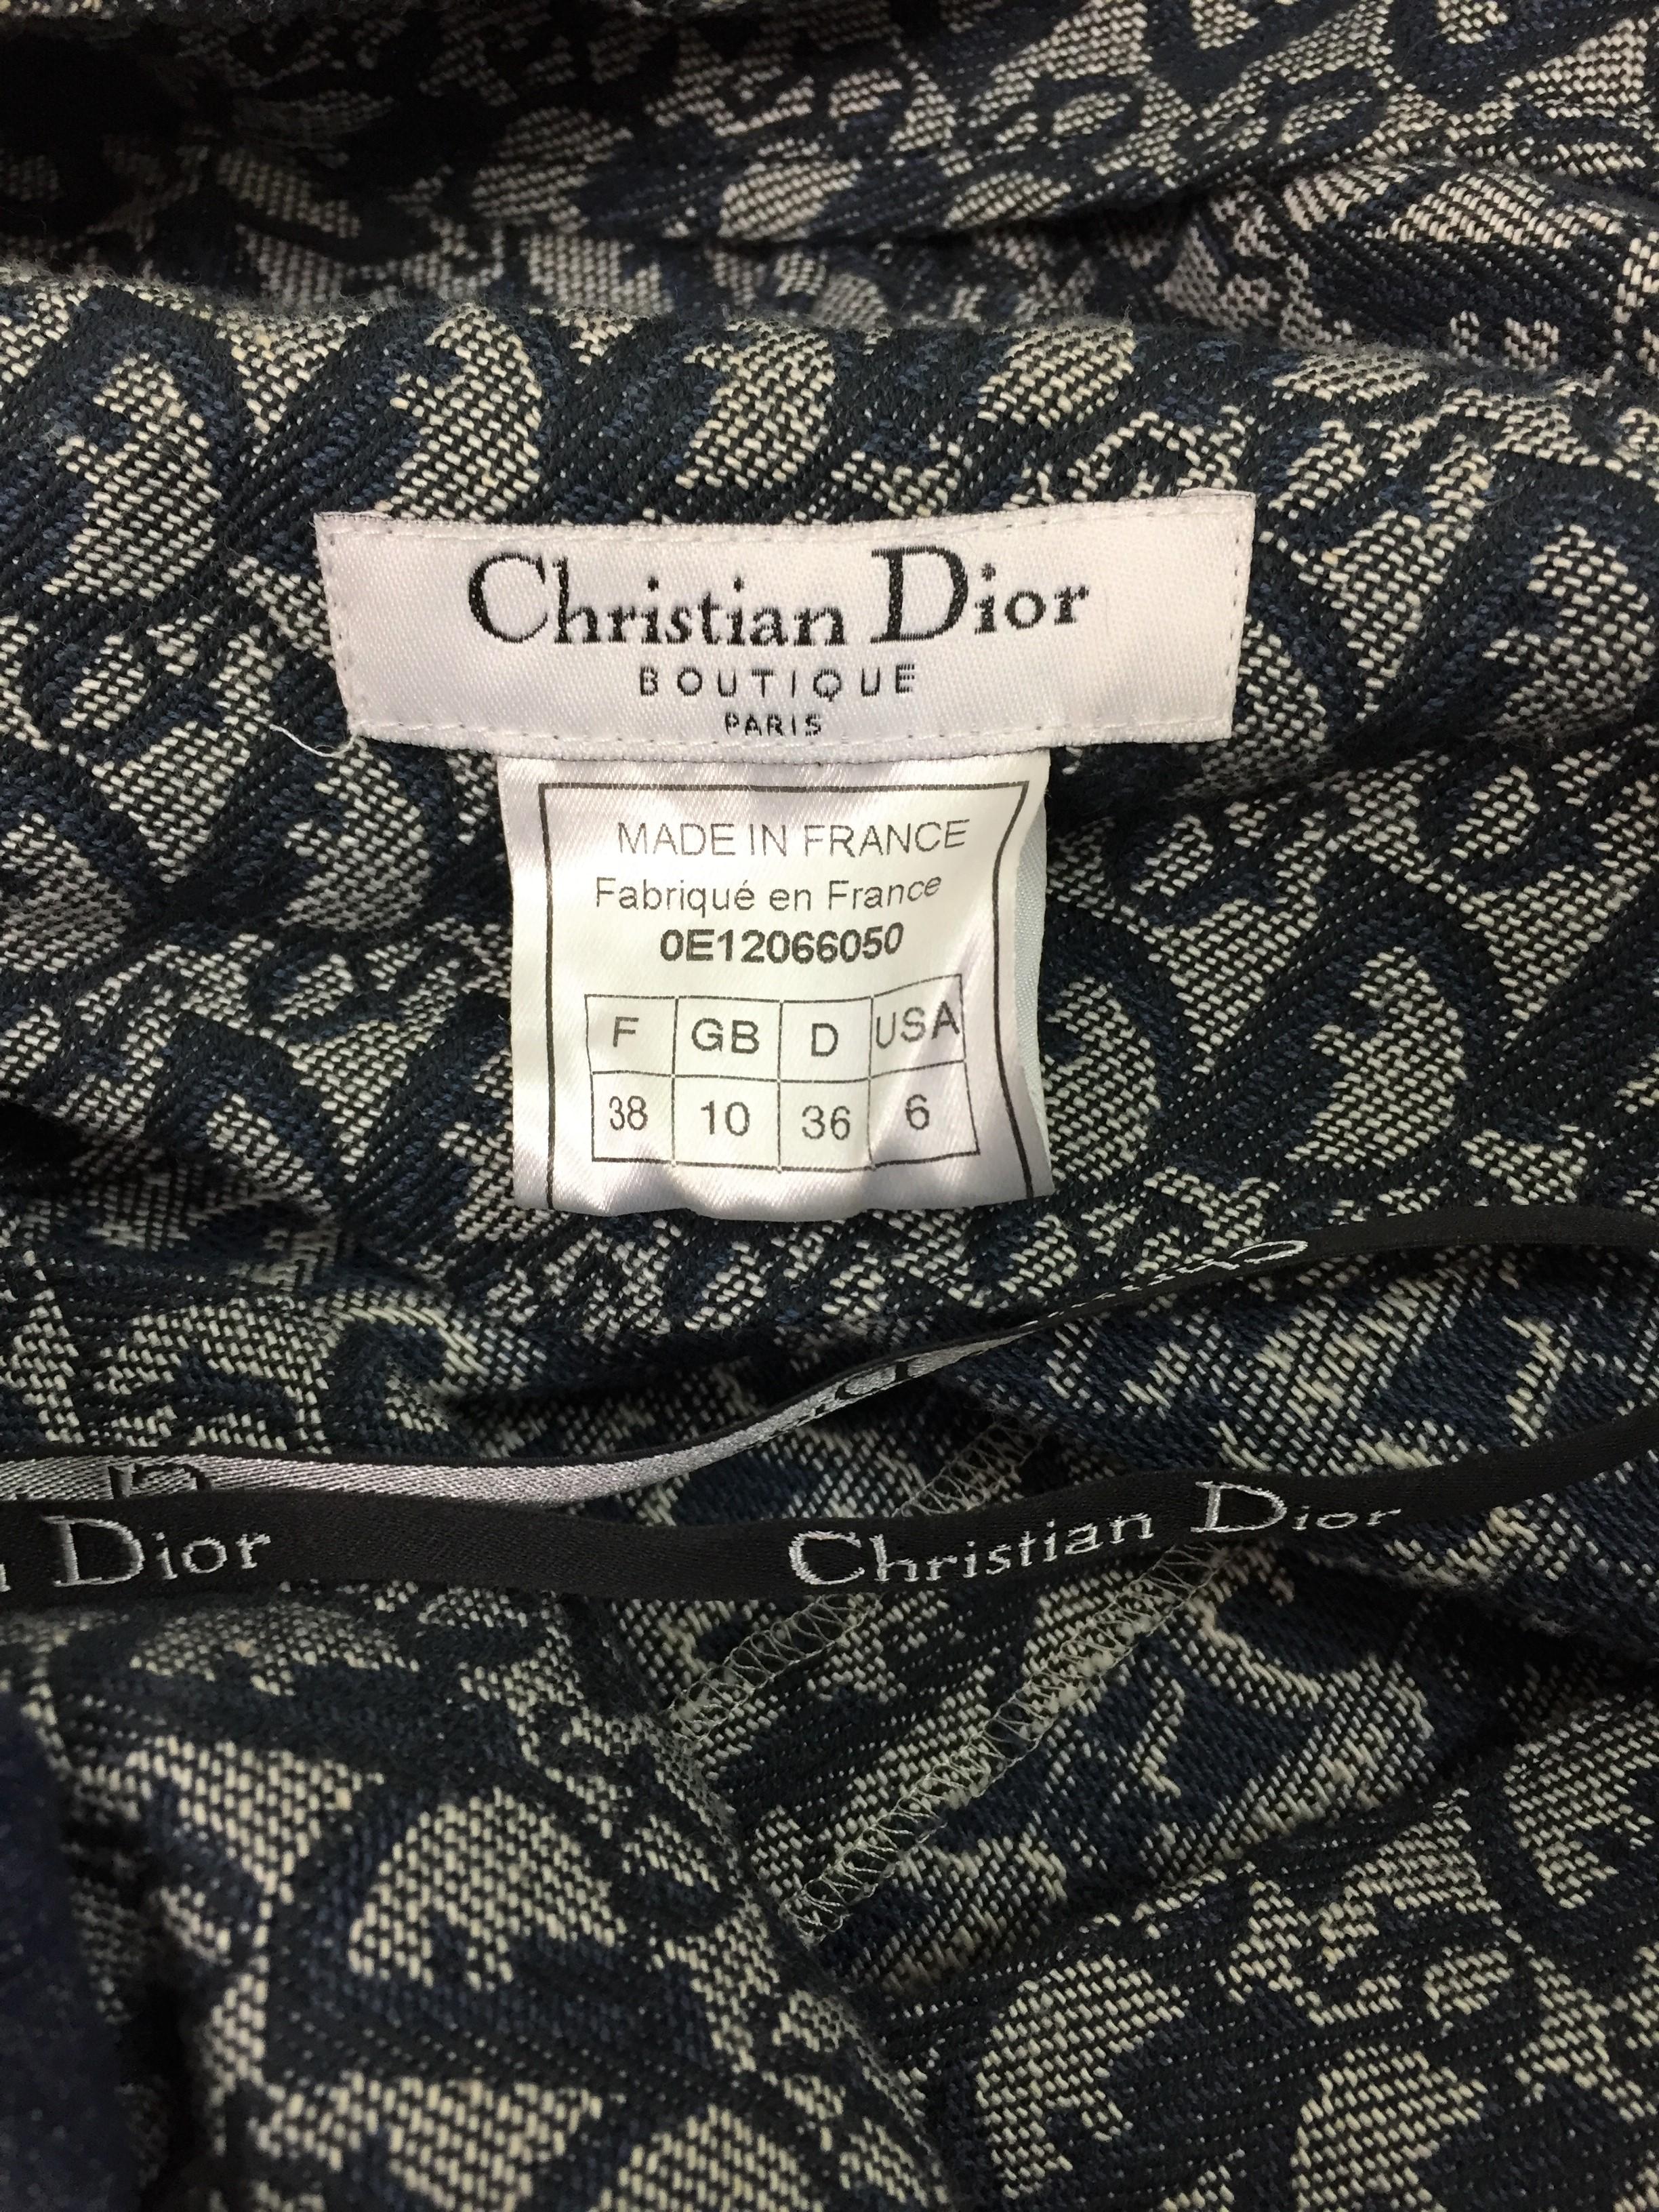 Christian Dior
BOUTIQUE
PARIS
MADE IN FRANCE
Fabriqué en France
0E12066050
F GB D USA
38 10 36 6
Dior
Christian Dior